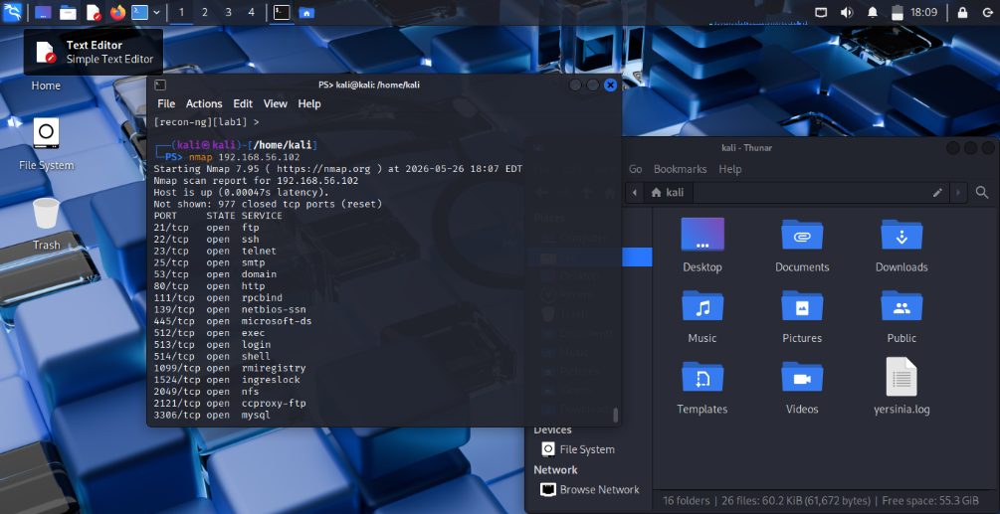 1 2 3 4
18:09
Text Editor
Simple Text Editor
Home
File System
Trash
PS> kali@kali: /home/kali
File Actions Edit View Help
[recon-ng][lab1] >
┌──(kali㉿kali)-[/home/kali]
└─PS> nmap 192.168.56.102
Starting Nmap 7.95 ( https://nmap.org ) at 2026-05-26 18:07 EDT
Nmap scan report for 192.168.56.102
Host is up (0.00047s latency).
Not shown: 977 closed tcp ports (reset)
PORT STATE SERVICE
21/tcp open ftp
22/tcp open ssh
23/tcp open telnet
25/tcp open smtp
53/tcp open domain
80/tcp open http
111/tcp open rpcbind
139/tcp open netbios-ssn
445/tcp open microsoft-ds
512/tcp open exec
513/tcp open login
514/tcp open shell
1099/tcp open rmiregistry
1524/tcp open ingreslock
2049/tcp open nfs
2121/tcp open ccproxy-ftp
3306/tcp open mysql
kali - Thunar
Go Bookmarks Help
kali
Places
Desktop
Documents
Downloads
Music
Pictures
Public
Templates
Videos
yersinia.log
Devices
File System
Network
Browse Network
16 folders | 26 files: 60.2 KiB (61,672 bytes) | Free space: 55.3 GiB